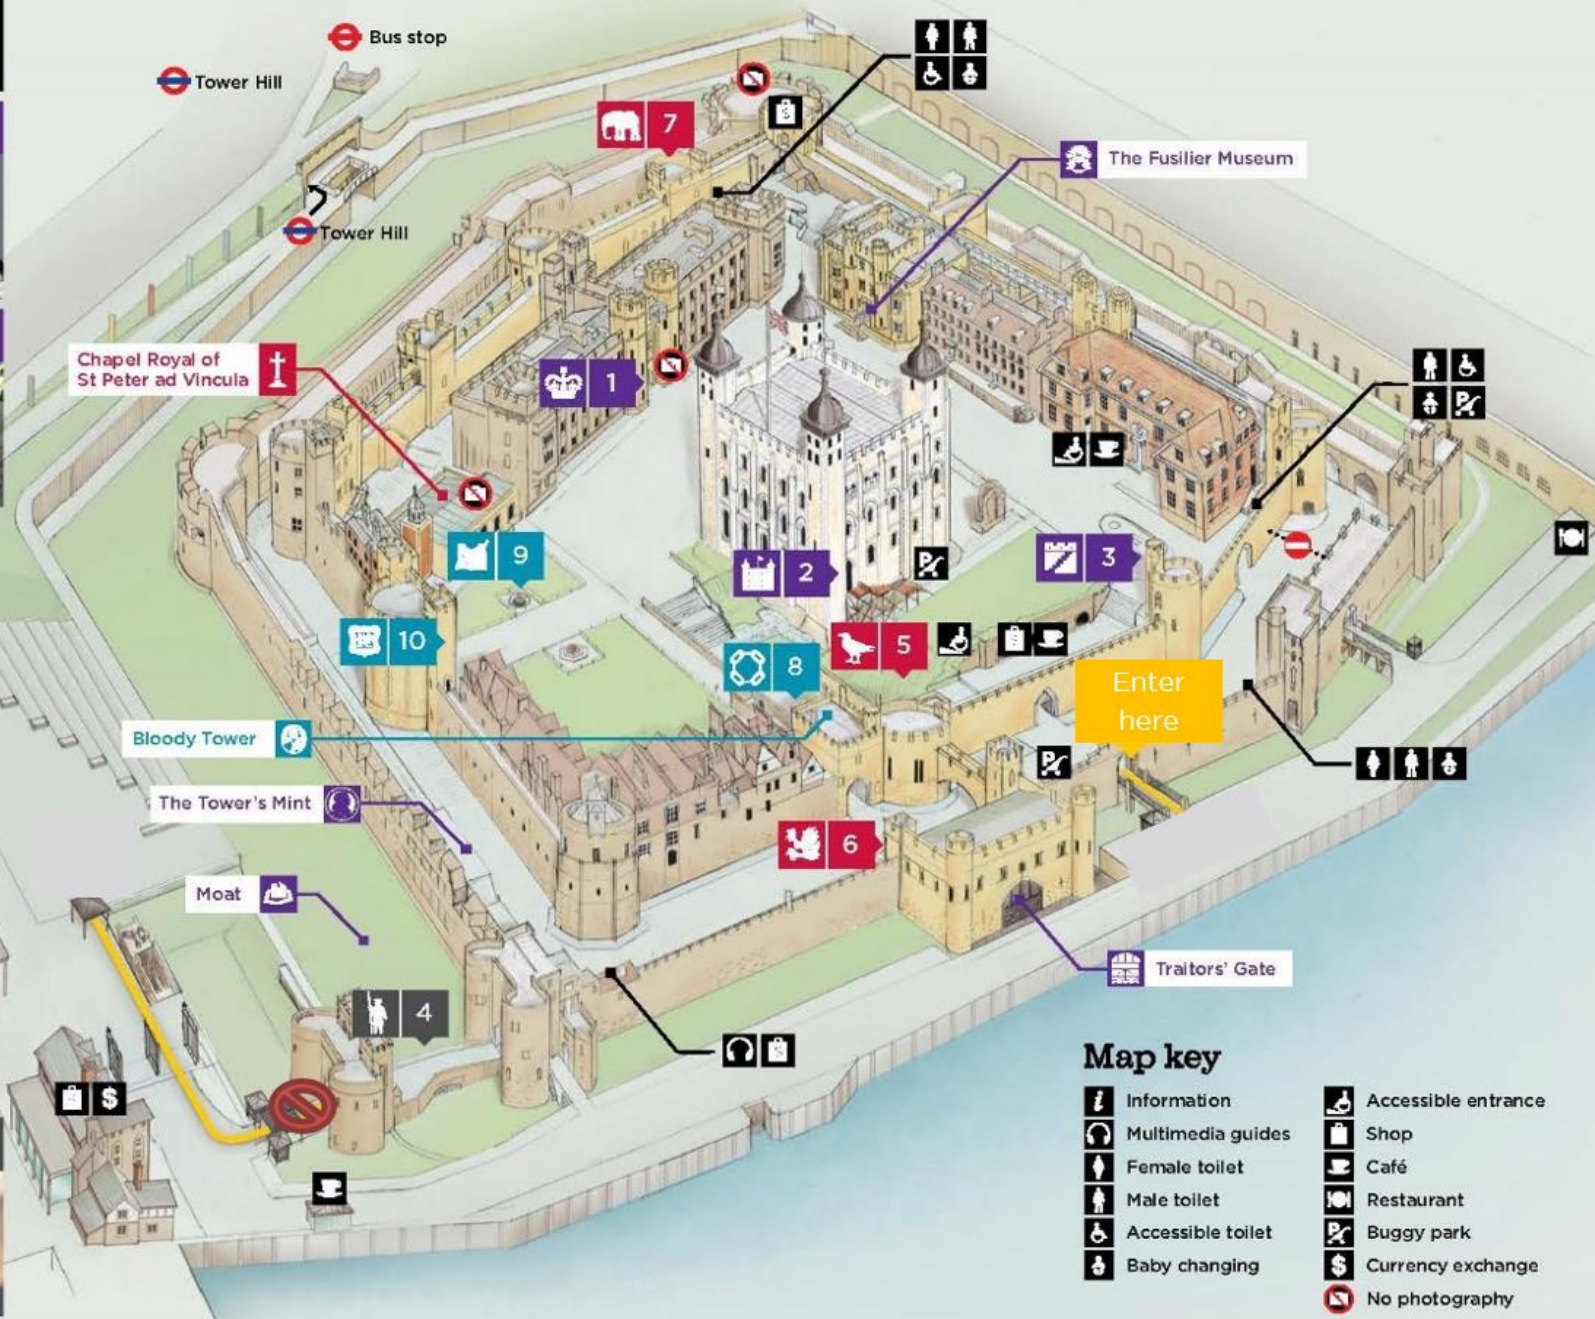 Bus stop
Tower Hill
7
The Fusilier Museum
Tower Hill
Chapel Royal of
St Peter ad Vincula
1
9
2
3
10
8
5
Enter
here
Bloody Tower
The Tower's Mint
6
Moat
Traitors' Gate
4
$
Map key
i Information
Multimedia guides
Female toilet
Male toilet
Accessible toilet
Baby changing
Accessible entrance
Shop
Café
Restaurant
P Buggy park
$ Currency exchange
No photography